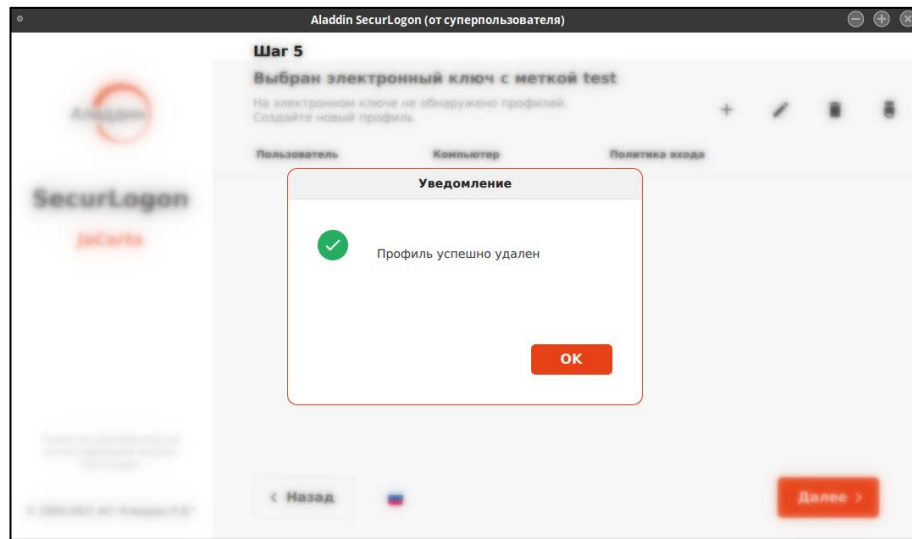 Aladdin SecurLogon (от суперпользователя)
Шаг 5
Выбран электронный ключ с меткой test
На электронном ключе не обнаружено профилей.
Создайте новый профиль
Аладдин
Пользователь Компьютер Политика входа
Уведомление
SecurLogon
JaCarta
Профиль успешно удален
OK
Назад
Далее